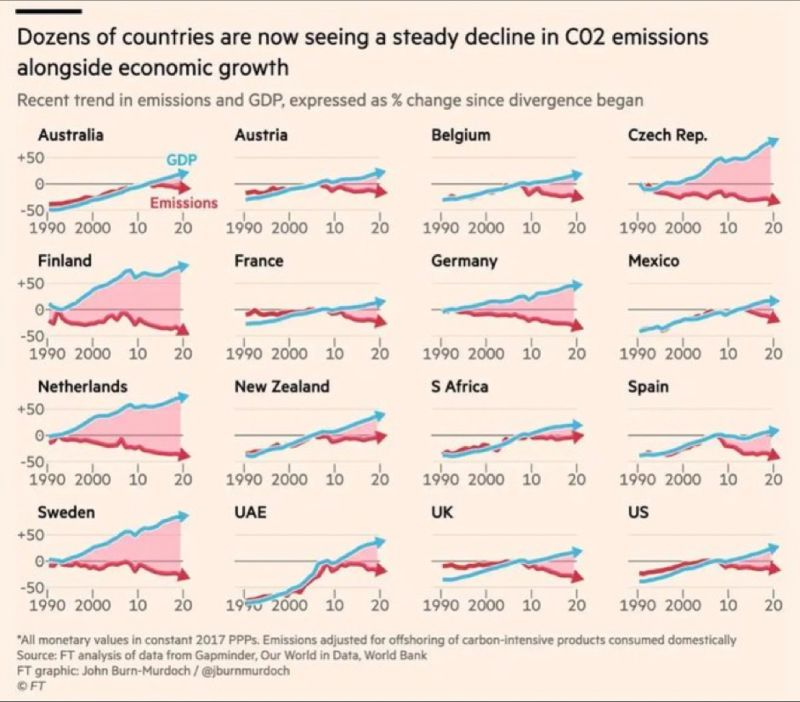 Dozens of countries are now seeing a steady decline in CO2 emissions
alongside economic growth
Recent trend in emissions and GDP, expressed as % change since divergence began
Australia Austria Belgium Czech Rep.
+50 GDP
0
-50 Emissions
1990 2000 10 20 1990 2000 10 20 1990 2000 10 20 1990 2000 10 20
Finland France Germany Mexico
+50
0
-50
1990 2000 10 20 1990 2000 10 20 1990 2000 10 20 1990 2000 10 20
Netherlands New Zealand S Africa Spain
+50
0
-50
1990 2000 10 20 1990 2000 10 20 1990 2000 10 20 1990 2000 10 20
Sweden UAE UK US
+50
0
-50
1990 2000 10 20 1990 2000 10 20 1990 2000 10 20 1990 2000 10 20
*All monetary values in constant 2017 PPPs. Emissions adjusted for offshoring of carbon-intensive products consumed domestically
Source: FT analysis of data from Gapminder, Our World in Data, World Bank
FT graphic: John Burn-Murdoch / @jburnmurdoch
© FT